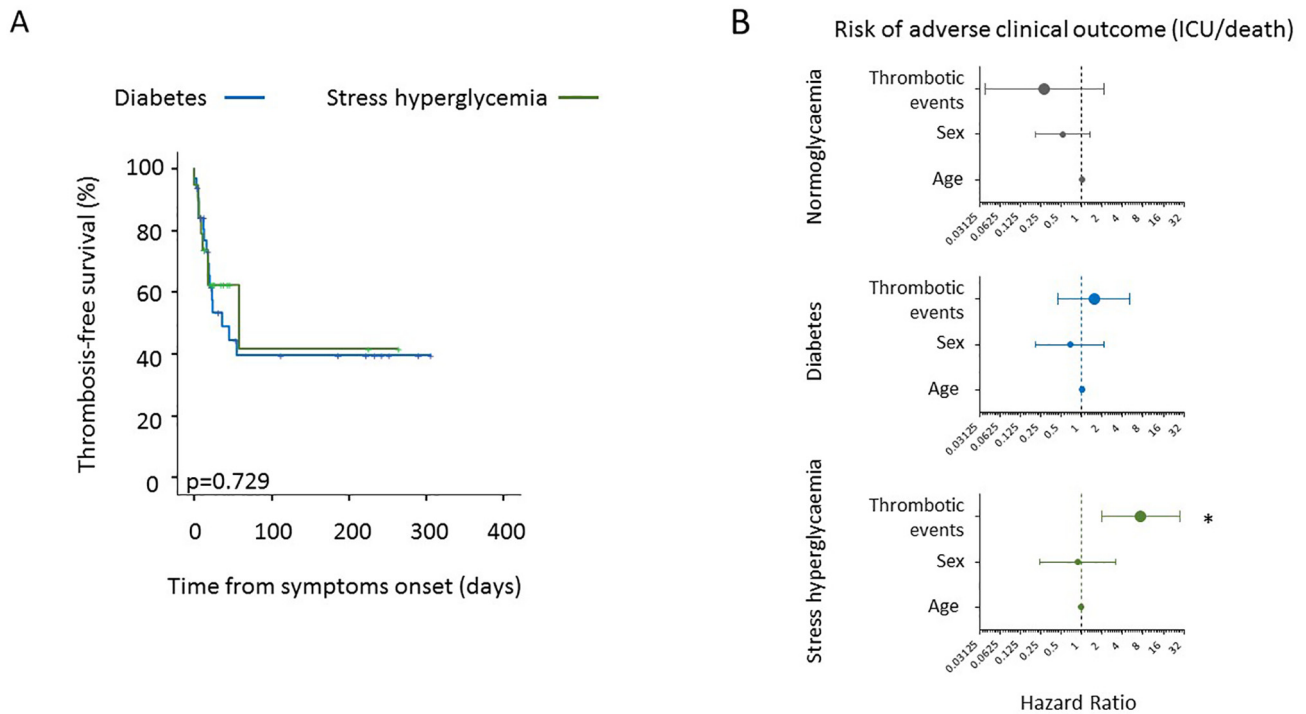 A
Diabetes
Stress hyperglycemia
Thrombosis-free survival (%)
100
80
60
40
20
0
p=0.729
0 100 200 300 400
Time from symptoms onset (days)
B
Risk of adverse clinical outcome (ICU/death)
Normoglycaemia
Thrombotic
events
Sex
Age
0.03125 0.0625 0.125 0.25 0.5 1 2 4 8 16 32
Diabetes
Thrombotic
events
Sex
Age
0.03125 0.0625 0.125 0.25 0.5 1 2 4 8 16 32
Stress hyperglycaemia
Thrombotic
events
*
Sex
Age
0.03125 0.0625 0.125 0.25 0.5 1 2 4 8 16 32
Hazard Ratio